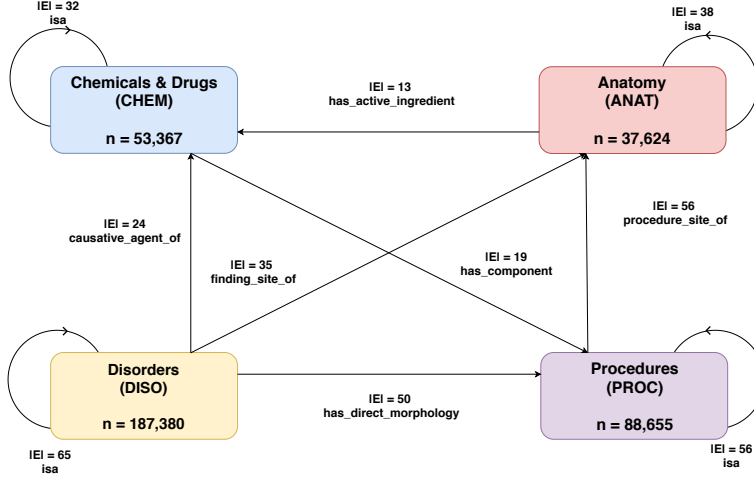 |E| = 32
isa
|E| = 38
isa
Chemicals & Drugs
(CHEM)
n = 53,367
|E| = 13
has_active_ingredient
Anatomy
(ANAT)
n = 37,624
|E| = 24
causative_agent_of
|E| = 35
finding_site_of
|E| = 19
has_component
|E| = 56
procedure_site_of
Disorders
(DISO)
n = 187,380
|E| = 50
has_direct_morphology
Procedures
(PROC)
n = 88,655
|E| = 65
isa
|E| = 56
isa